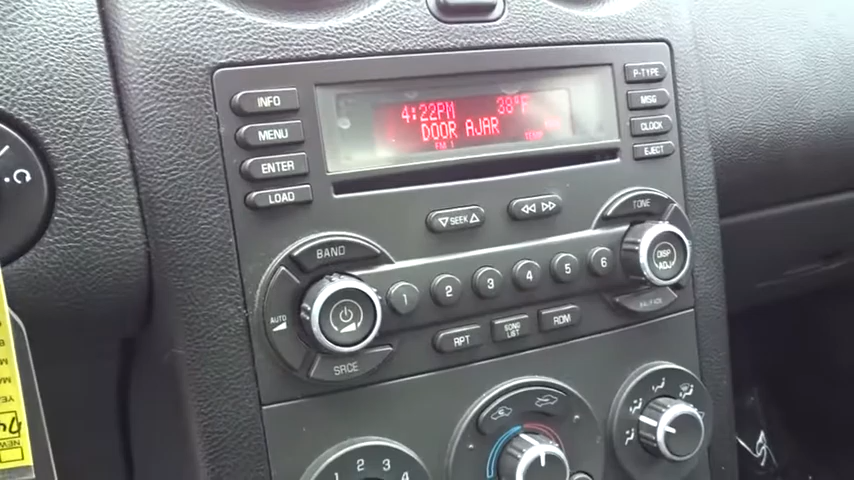 INFO
MENU
ENTER
LOAD
4:22PM 38°F
DOOR AJAR
FM 1 TEMP
P-TYPE
MSG
CLOCK
EJECT
SEEK
TONE
BAND
AUTO
SRCE
DISP
ADJ
1 2 3 4 5 6
RPT
SONG
LIST
RDM
1 2 3 4